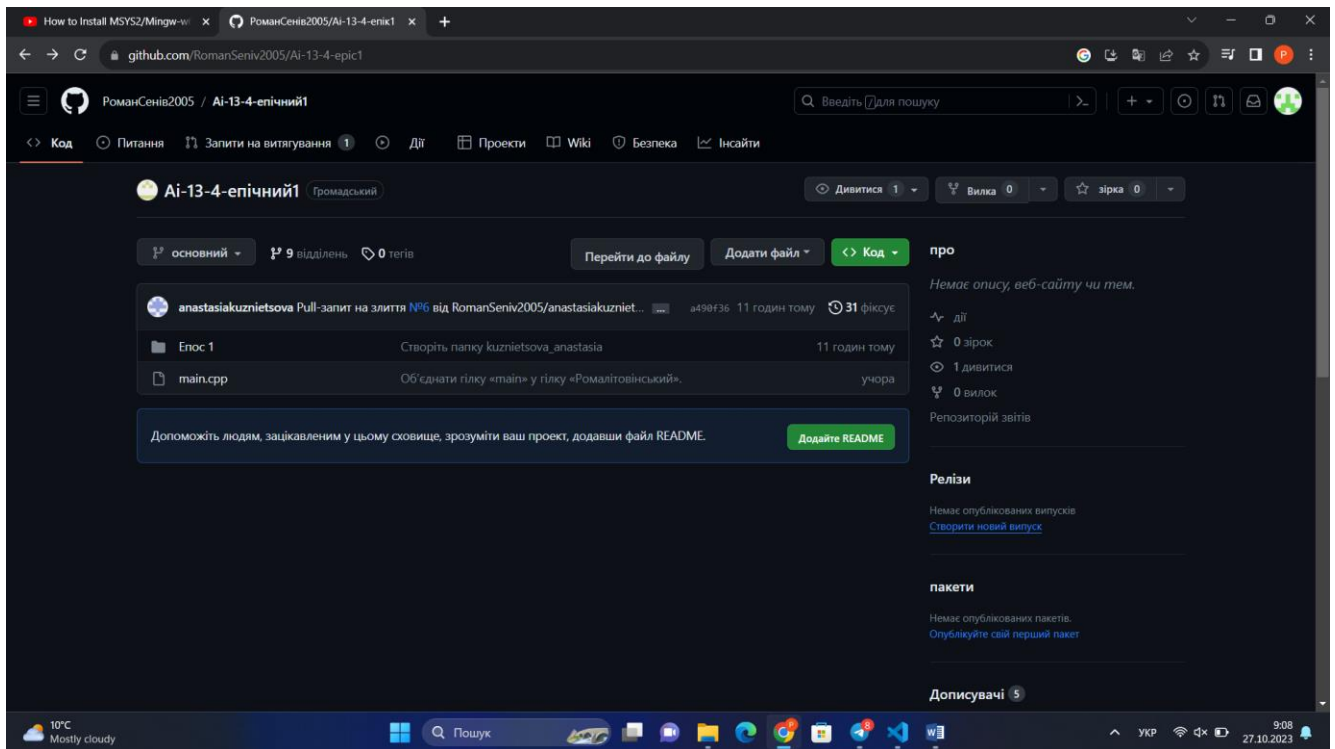 How to Install MSYS2/Mingw-w
РоманСенів2005/Ai-13-4-епік1
github.com/RomanSeniv2005/Ai-13-4-epic1
P
РоманСенів2005 / Ai-13-4-епічний1
Введіть / для пошуку
Код Питання Запити на витягування 1 Дії Проекти Wiki Безпека Інсайти
Ai-13-4-епічний1 Громадський
Дивитися 1 Вилка 0 зірка 0
основний 9 відділень 0 тегів Перейти до файлу Додати файл Код
anastasiakuznietsova Pull-запит на злиття №6 від RomanSeniv2005/anastasiakuzniet... ... a490f36 11 годин тому 31 фіксує
Епос 1 Створіть папку kuznietsova_anastasia 11 годин тому
main.cpp Об'єднати гілку «main» у гілку «Ромалітовінський». учора
Допоможіть людям, зацікавленим у цьому сховище, зрозуміти ваш проект, додавши файл README. Додайте README
про
Немає опису, веб-сайту чи тем.
дії
0 зірок
1 дивитися
0 вилок
Репозиторій звітів
Релізи
Немає опублікованих випусків
Створити новий випуск
пакети
Немає опублікованих пакетів.
Опублікуйте свій перший пакет
Дописувачі 5
10°C
Mostly cloudy
Пошук
8
УКР
9:08
27.10.2023